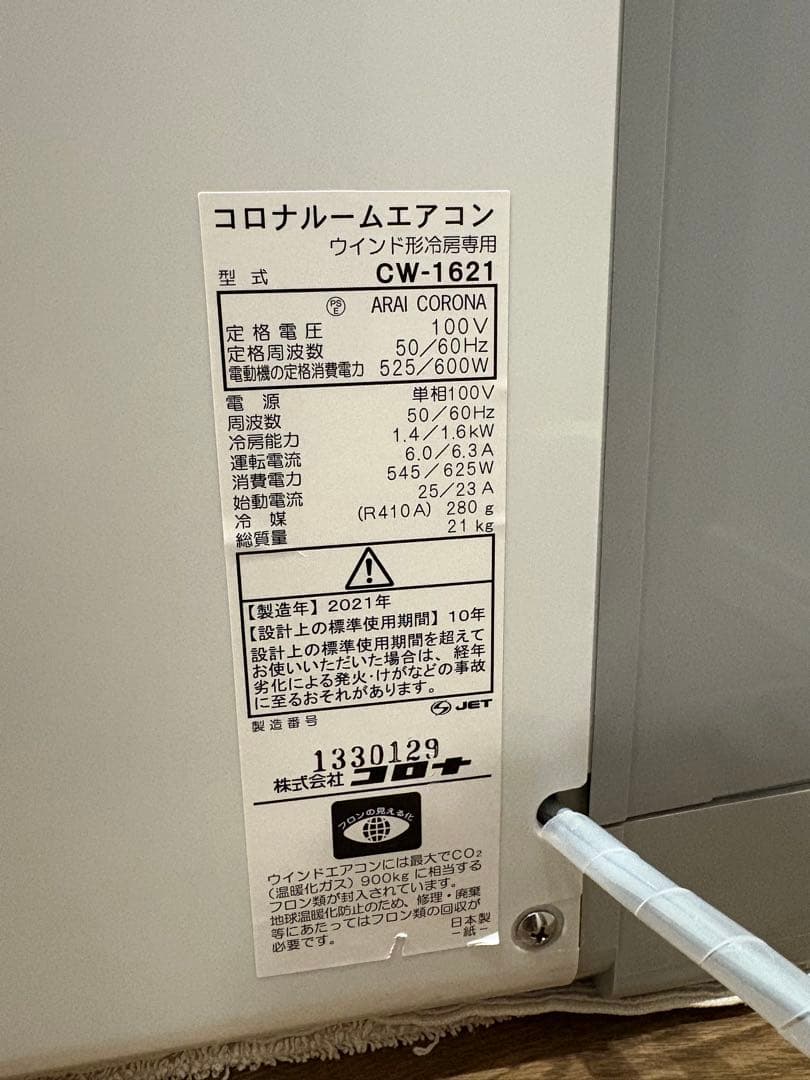 コロナルームエアコン
ウインド形冷房専用
型式 CW-1621
PSE ARAI CORONA
定格電圧 100V
定格周波数 50/60Hz
電動機の定格消費電力 525/600W
電源 単相100V
周波数 50/60Hz
冷房能力 1.4/1.6kW
運転電流 6.0/6.3A
消費電力 545/625W
始動電流 25/23A
冷媒 (R410A) 280g
総質量 21kg
【製造年】2021年
【設計上の標準使用期間】10年
設計上の標準使用期間を超えて
お使いいただいた場合は、経年
劣化による発火・けがなどの事故
に至るおそれがあります。
JET
製造番号
1330129
株式会社 コロナ
フロンの見える化
ウインドエアコンには最大でCO₂
(温暖化ガス) 900kgに相当する
フロン類が封入されています。
地球温暖化防止のため、修理・廃棄
等にあたってはフロン類の回収が
必要です。
日本製
-紙-